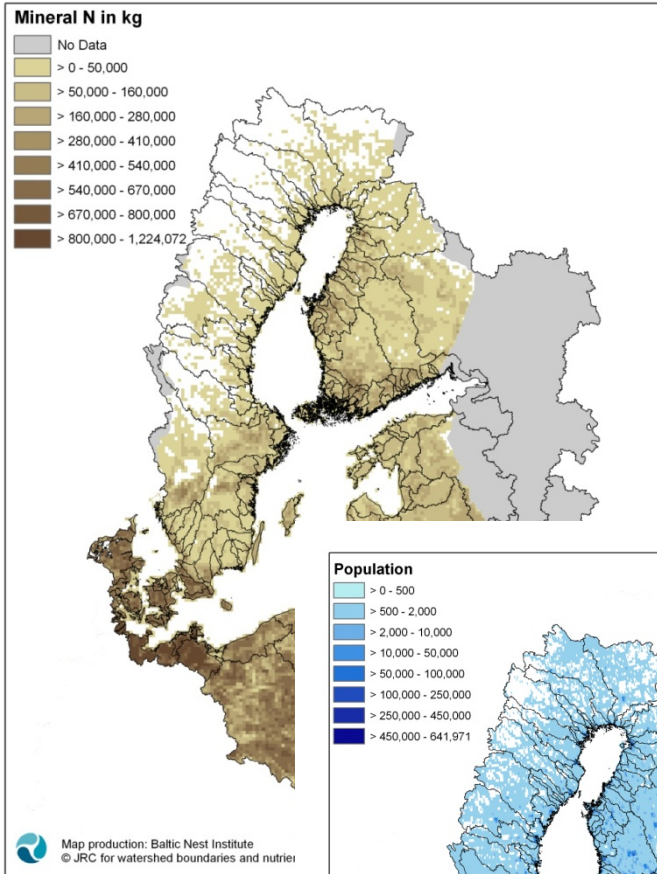 Mineral N in kg
No Data
> 0 - 50,000
> 50,000 - 160,000
> 160,000 - 280,000
> 280,000 - 410,000
> 410,000 - 540,000
> 540,000 - 670,000
> 670,000 - 800,000
> 800,000 - 1,224,072
Population
> 0 - 500
> 500 - 2,000
> 2,000 - 10,000
> 10,000 - 50,000
> 50,000 - 100,000
> 100,000 - 250,000
> 250,000 - 450,000
> 450,000 - 641,971
Map production: Baltic Nest Institute
© JRC for watershed boundaries and nutrie